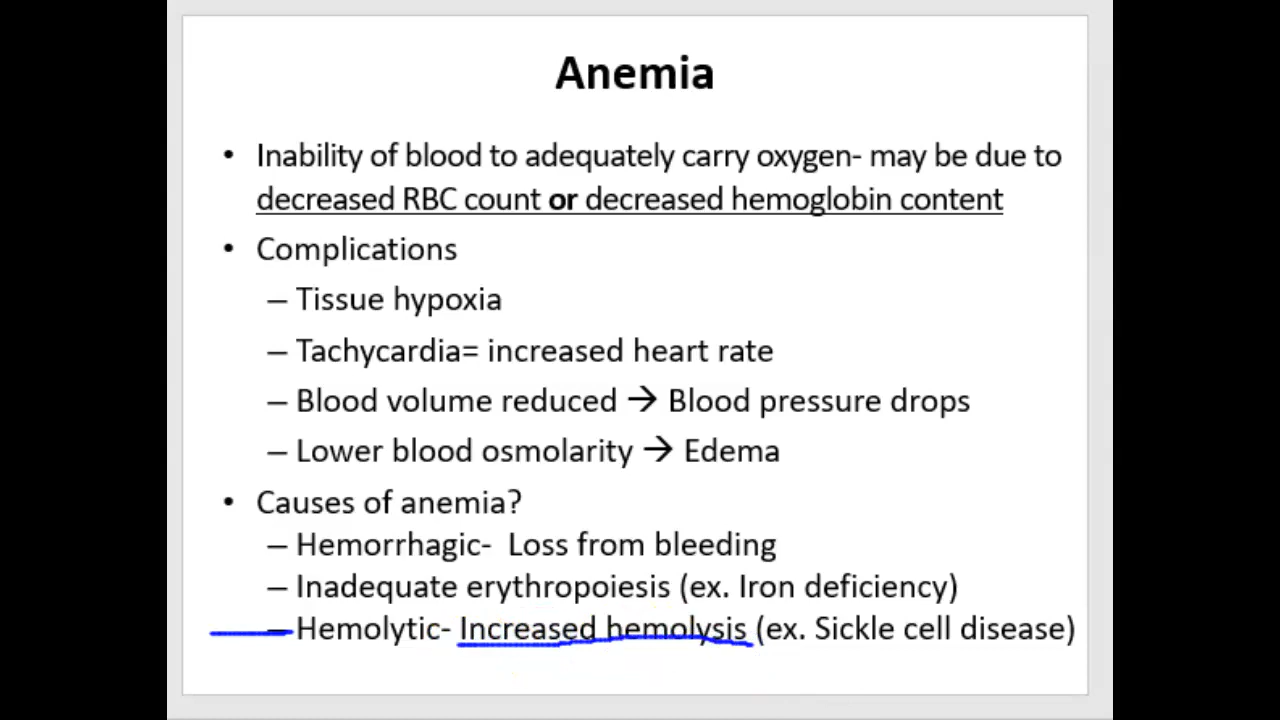 Anemia
• Inability of blood to adequately carry oxygen- may be due to
decreased RBC count or decreased hemoglobin content
• Complications
– Tissue hypoxia
– Tachycardia= increased heart rate
– Blood volume reduced → Blood pressure drops
– Lower blood osmolarity → Edema
• Causes of anemia?
– Hemorrhagic-  Loss from bleeding
– Inadequate erythropoiesis (ex. Iron deficiency)
– Hemolytic- Increased hemolysis (ex. Sickle cell disease)